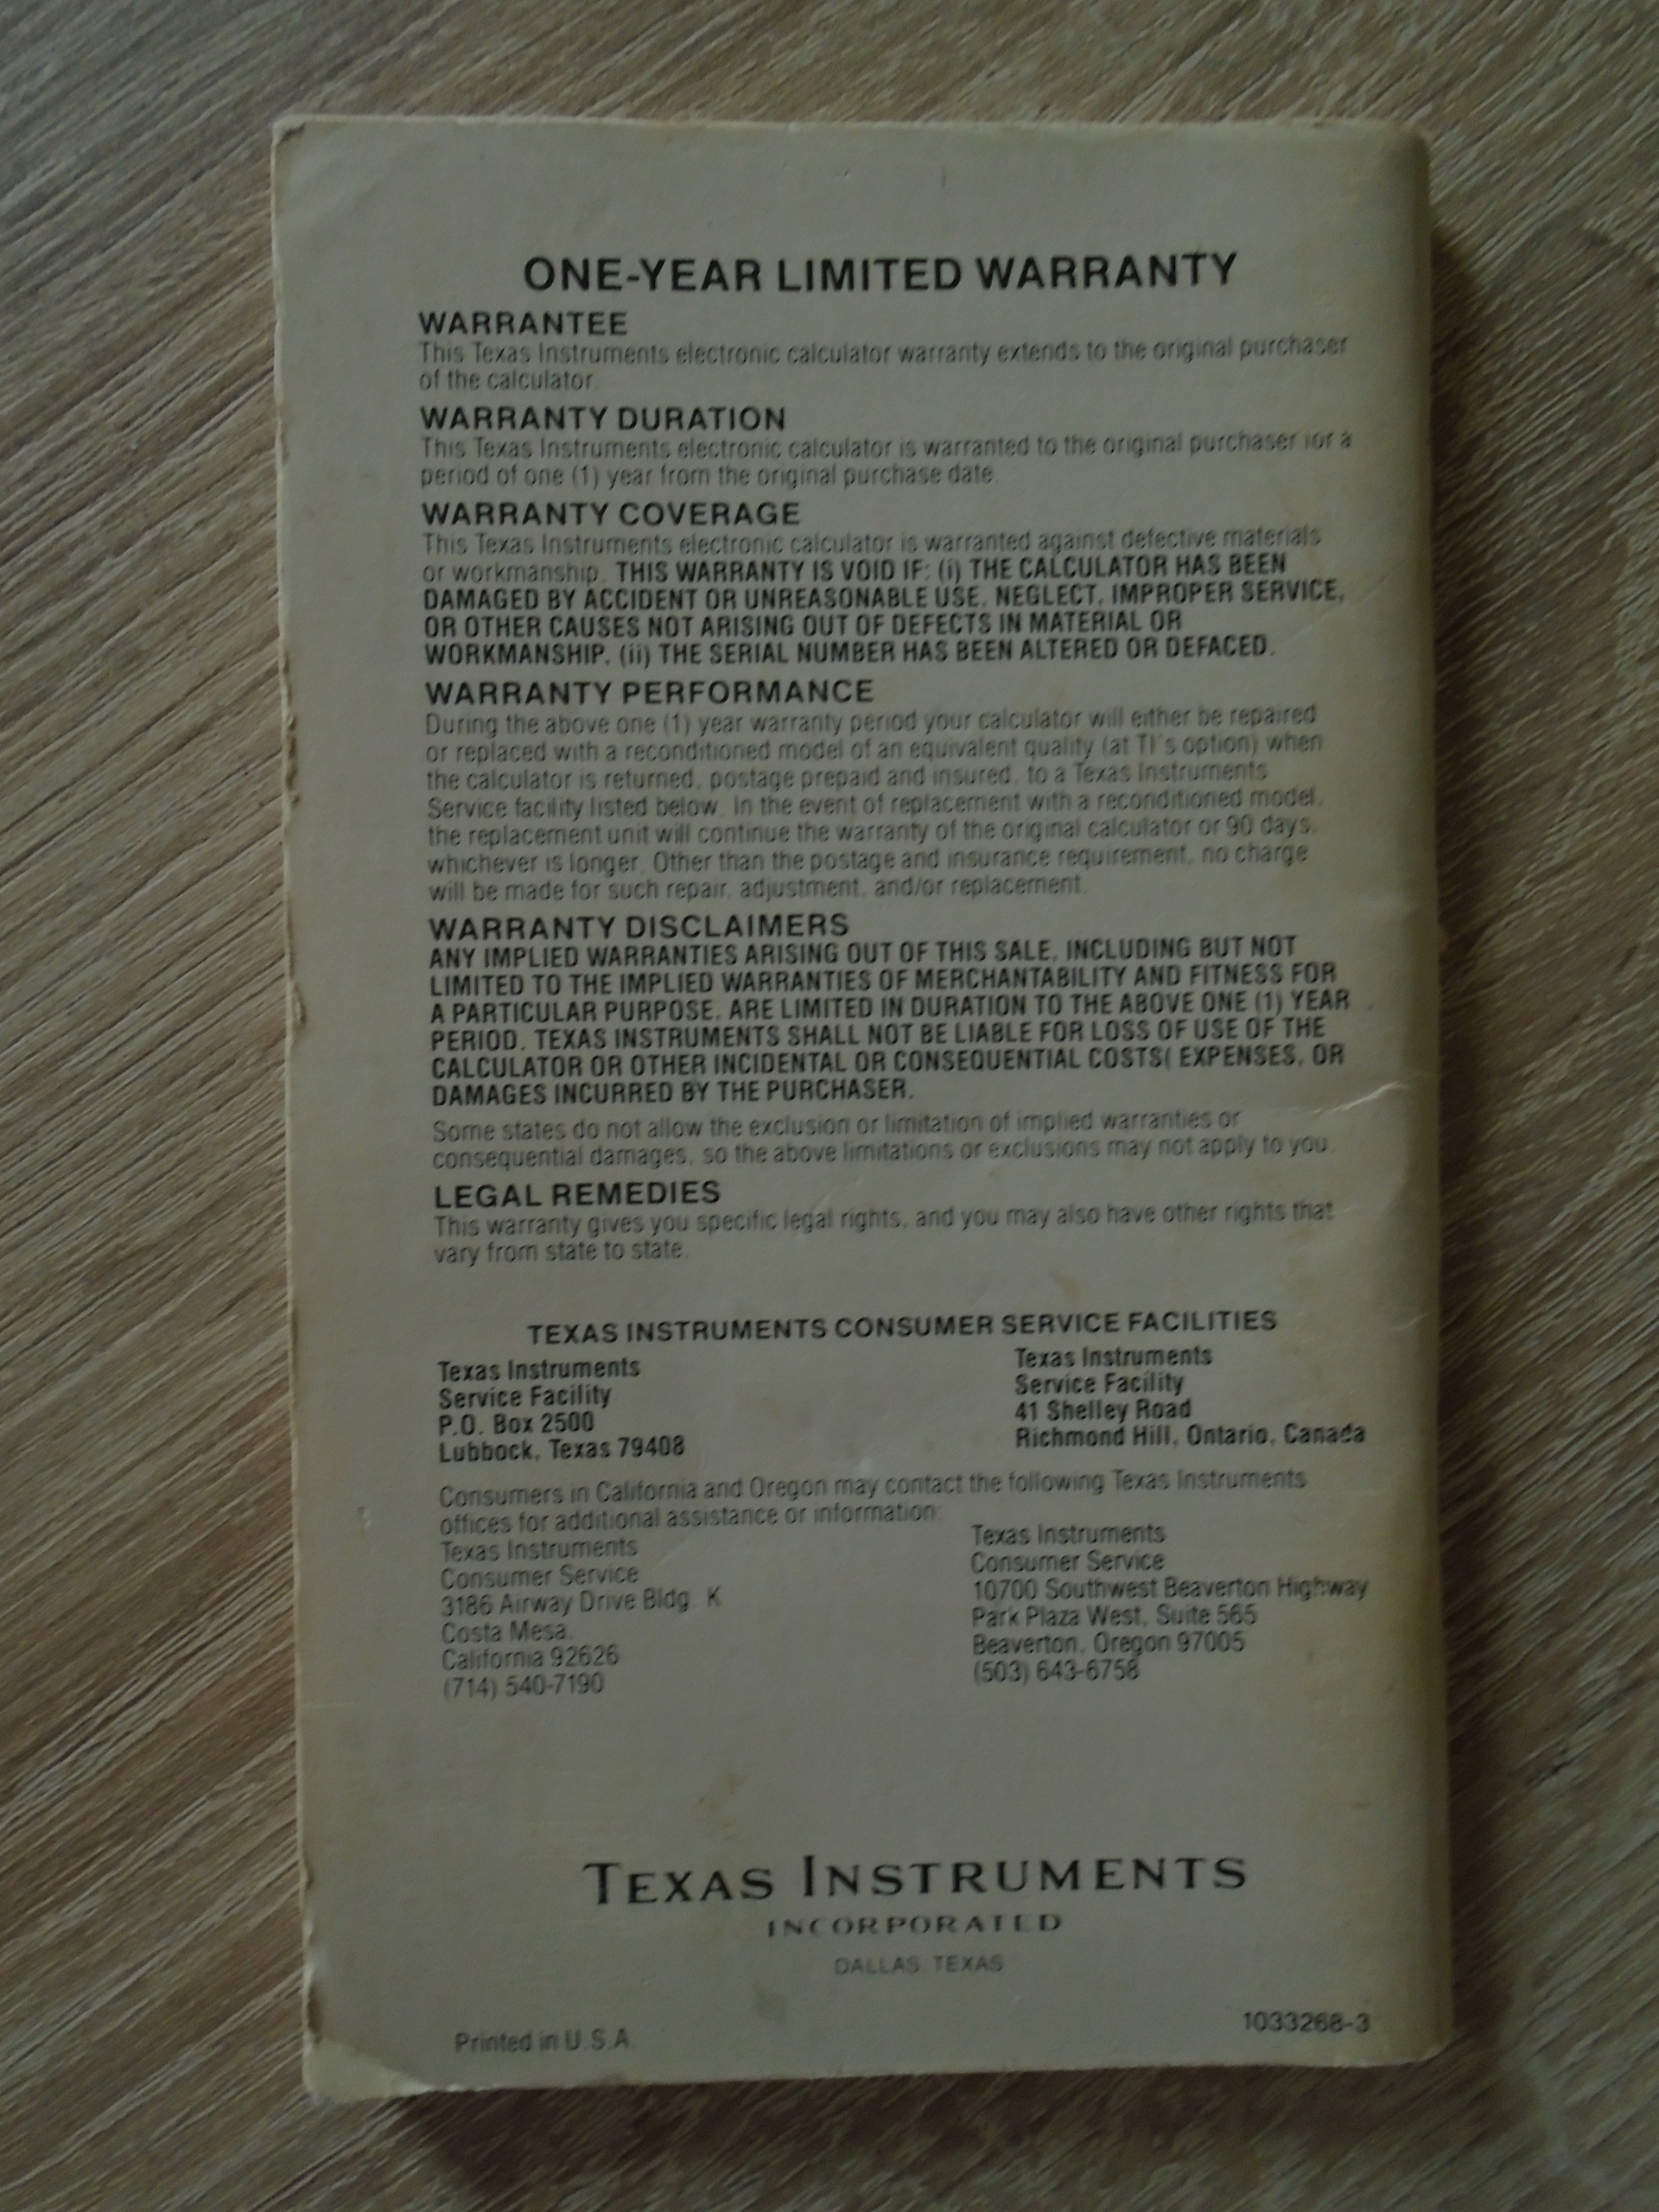 ONE-YEAR LIMITED WARRANTY
WARRANTEE
This Texas Instruments electronic calculator warranty extends to the original purchaser
of the calculator.
WARRANTY DURATION
This Texas Instruments electronic calculator is warranted to the original purchaser for a
period of one (1) year from the original purchase date.
WARRANTY COVERAGE
This Texas Instruments electronic calculator is warranted against defective materials
or workmanship. THIS WARRANTY IS VOID IF: (i) THE CALCULATOR HAS BEEN
DAMAGED BY ACCIDENT OR UNREASONABLE USE, NEGLECT, IMPROPER SERVICE,
OR OTHER CAUSES NOT ARISING OUT OF DEFECTS IN MATERIAL OR
WORKMANSHIP, (ii) THE SERIAL NUMBER HAS BEEN ALTERED OR DEFACED.
WARRANTY PERFORMANCE
During the above one (1) year warranty period your calculator will either be repaired
or replaced with a reconditioned model of an equivalent quality (at TI's option) when
the calculator is returned, postage prepaid and insured, to a Texas Instruments
Service facility listed below. In the event of replacement with a reconditioned model,
the replacement unit will continue the warranty of the original calculator or 90 days,
whichever is longer. Other than the postage and insurance requirement, no charge
will be made for such repair, adjustment, and/or replacement.
WARRANTY DISCLAIMERS
ANY IMPLIED WARRANTIES ARISING OUT OF THIS SALE, INCLUDING BUT NOT
LIMITED TO THE IMPLIED WARRANTIES OF MERCHANTABILITY AND FITNESS FOR
A PARTICULAR PURPOSE, ARE LIMITED IN DURATION TO THE ABOVE ONE (1) YEAR
PERIOD. TEXAS INSTRUMENTS SHALL NOT BE LIABLE FOR LOSS OF USE OF THE
CALCULATOR OR OTHER INCIDENTAL OR CONSEQUENTIAL COSTS( EXPENSES, OR
DAMAGES INCURRED BY THE PURCHASER.
Some states do not allow the exclusion or limitation of implied warranties or
consequential damages, so the above limitations or exclusions may not apply to you.
LEGAL REMEDIES
This warranty gives you specific legal rights, and you may also have other rights that
vary from state to state.
TEXAS INSTRUMENTS CONSUMER SERVICE FACILITIES
Texas Instruments
Service Facility
P.O. Box 2500
Lubbock, Texas 79408
Texas Instruments
Service Facility
41 Shelley Road
Richmond Hill, Ontario, Canada
Consumers in California and Oregon may contact the following Texas Instruments
offices for additional assistance or information:
Texas Instruments
Consumer Service
3186 Airway Drive Bldg. K
Costa Mesa,
California 92626
(714) 540-7190
Texas Instruments
Consumer Service
10700 Southwest Beaverton Highway
Park Plaza West, Suite 565
Beaverton, Oregon 97005
(503) 643-6758
TEXAS INSTRUMENTS
INCORPORATED
DALLAS, TEXAS
Printed in U.S.A.
1033268-3